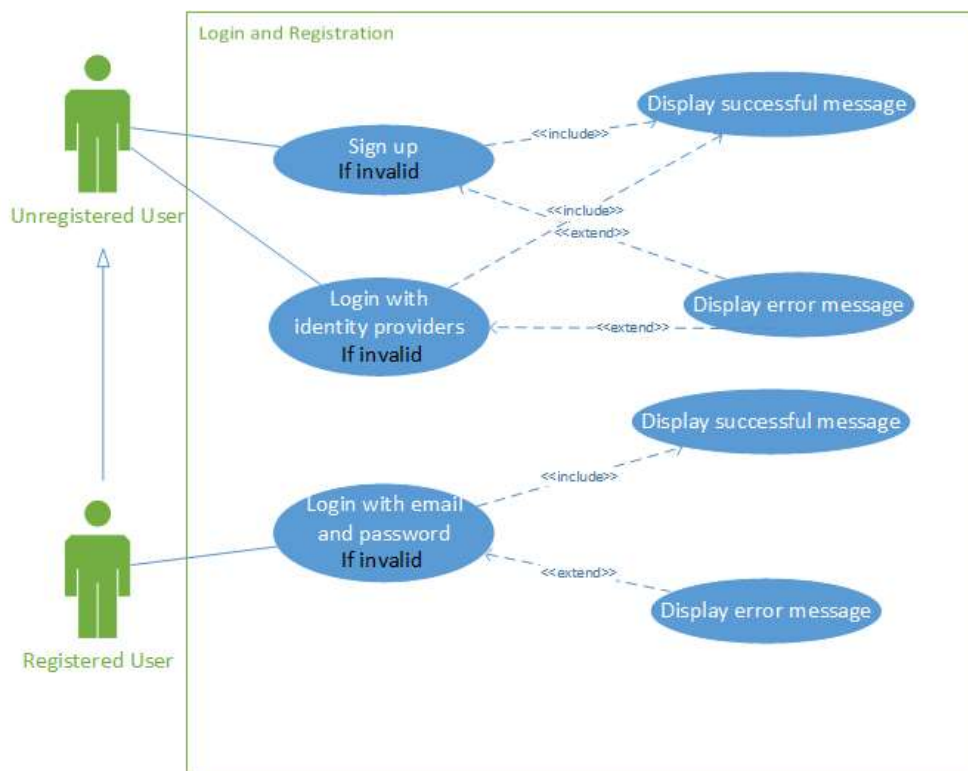 Login and Registration
Display successful message
<<include>>
Sign up
If invalid
Unregistered User
<<include>>
<<extend>>
Login with
identity providers
If invalid
Display error message
<<extend>>
Display successful message
<<include>>
Login with email
and password
If invalid
<<extend>>
Display error message
Registered User